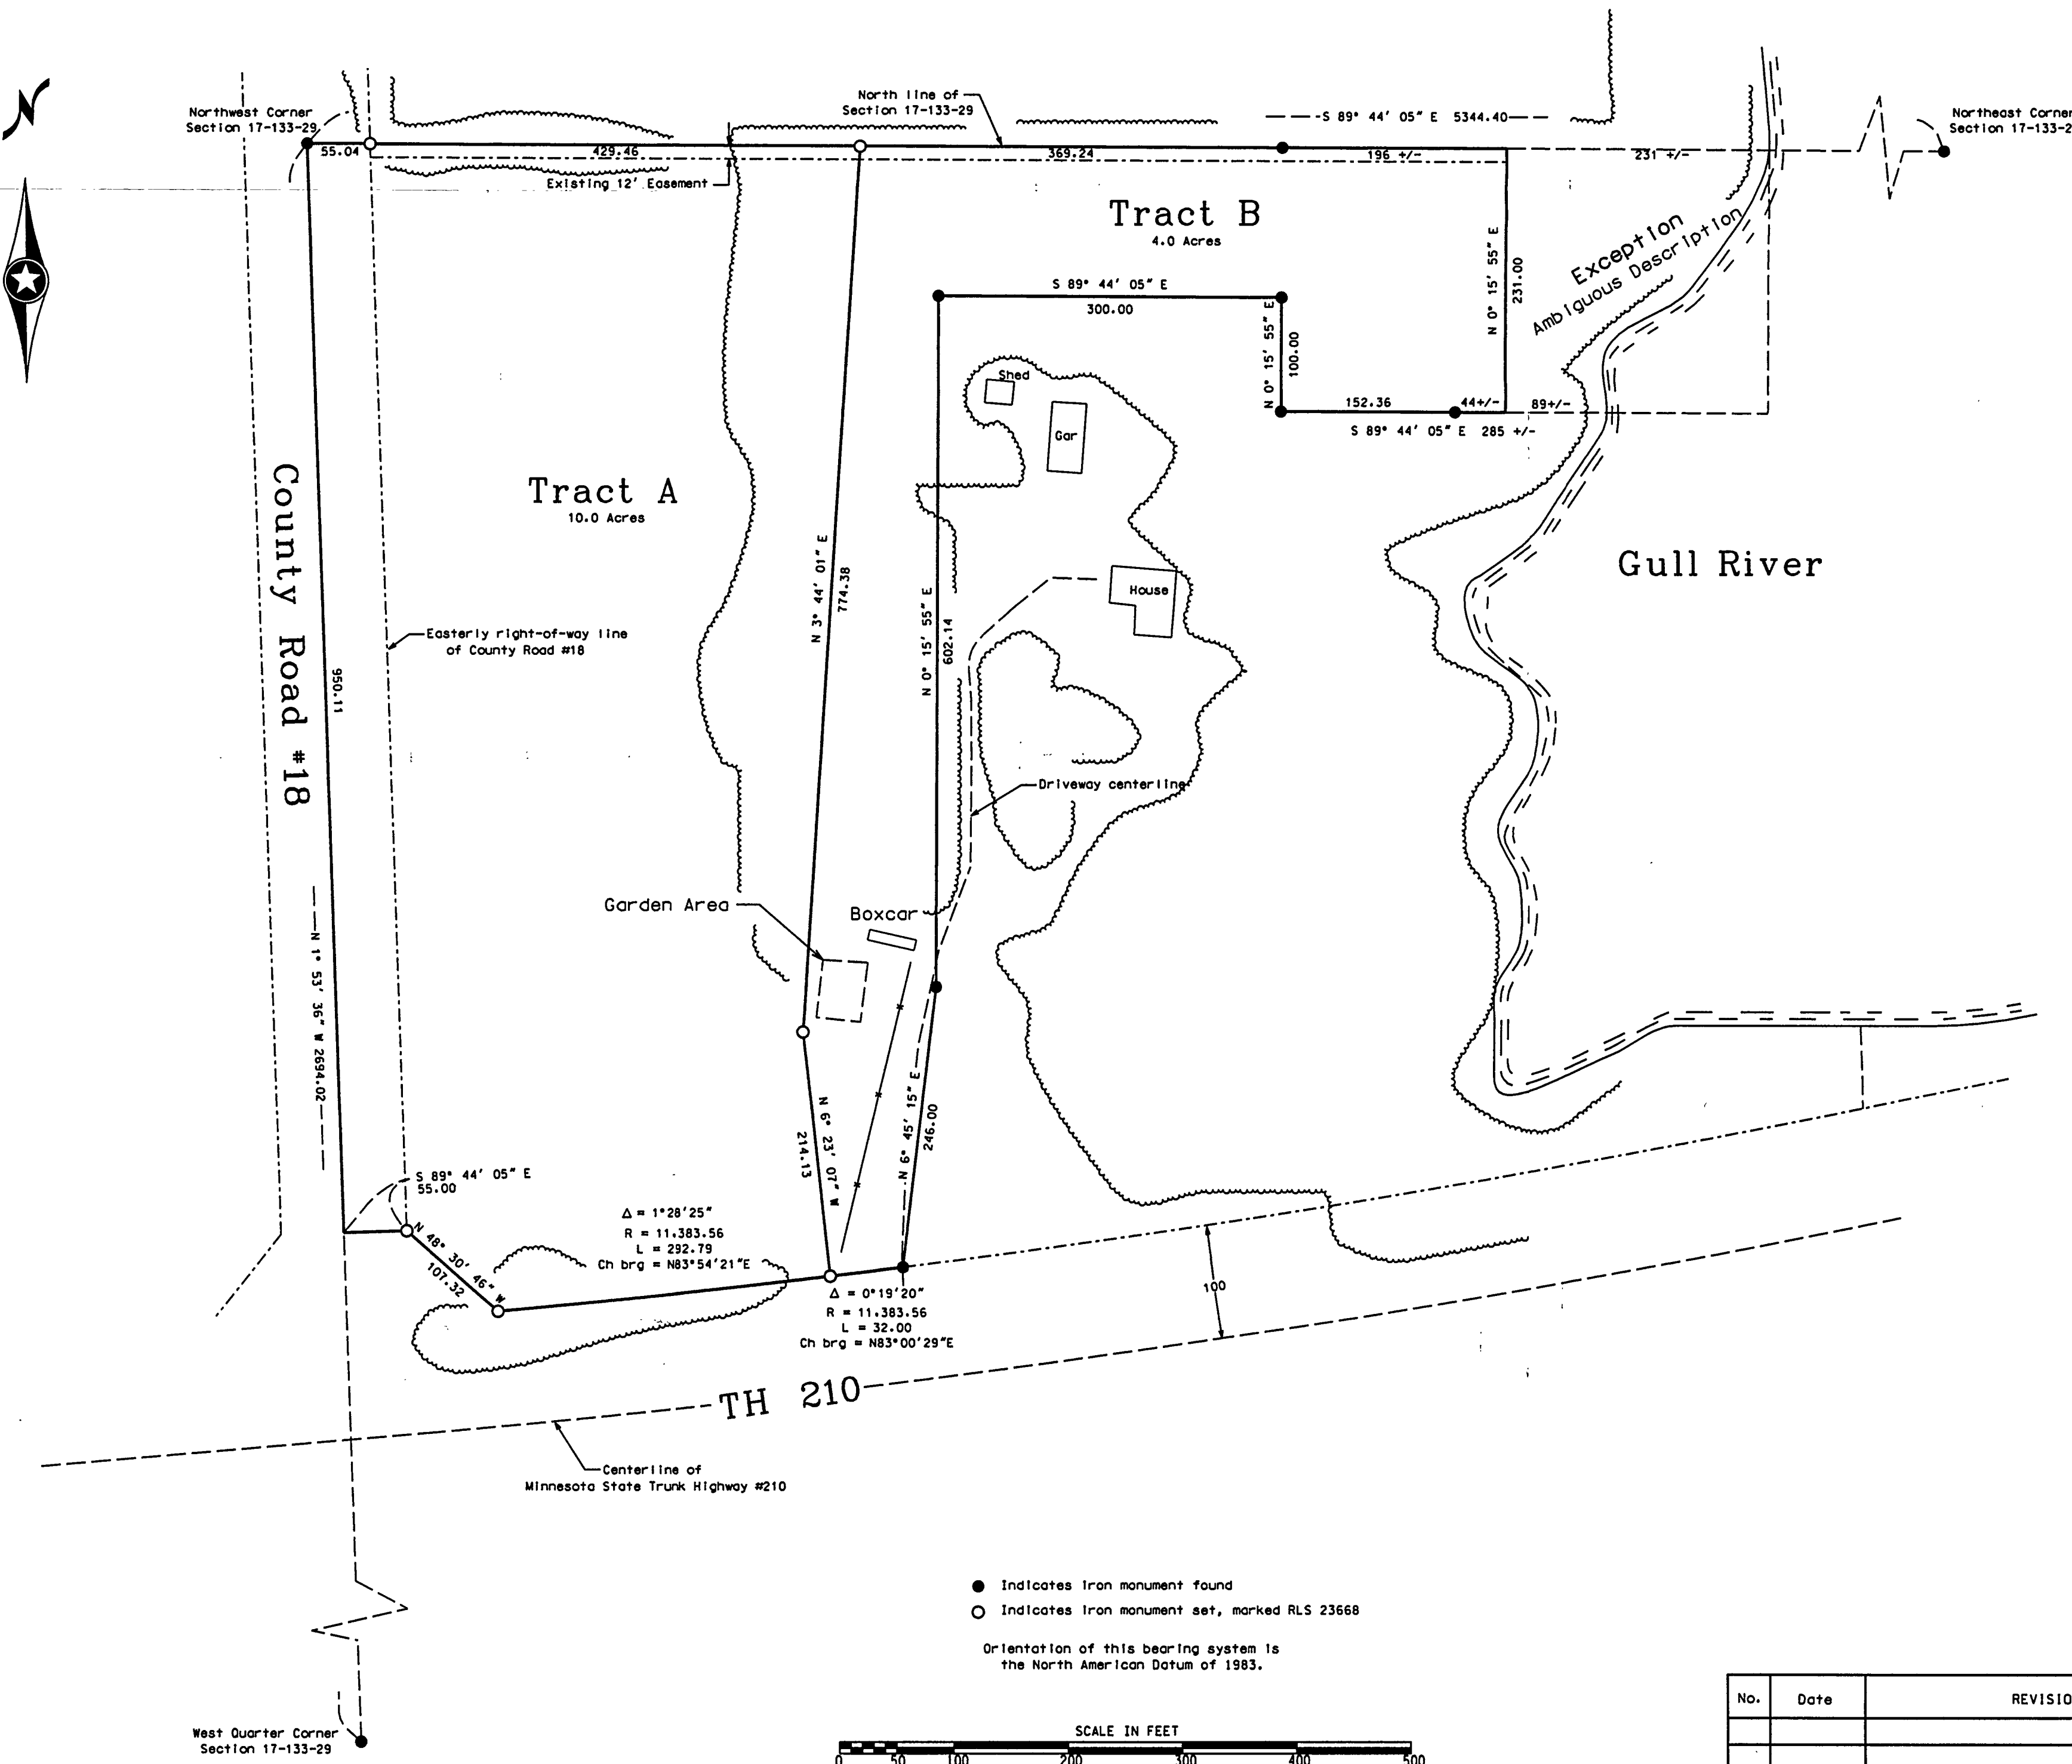 N
Northwest Corner
Section 17-133-29
North line of
Section 17-133-29
S 89° 44' 05" E 5344.40
Northeast Corner
Section 17-133-2
55.04
429.46
369.24
196 +/-
231 +/-
Existing 12' Easement
Tract B
4.0 Acres
N 0° 15' 55" E
231.00
Exception
Ambiguous Description
S 89° 44' 05" E
300.00
N 0° 15' 55" E
100.00
152.36
44+/-
89+/-
S 89° 44' 05" E 285 +/-
Shed
Gar
House
Tract A
10.0 Acres
County Road #18
N 3° 44' 01" E
774.38
N 0° 15' 55" E
602.14
Gull River
Easterly right-of-way line
of County Road #18
950.11
Driveway centerline
Garden Area
Boxcar
N 1° 53' 36" W 2694.02
N 6° 23' 07" W
214.13
N 6° 45' 15" E
246.00
S 89° 44' 05" E
55.00
N 48° 30' 46" W
107.32
Δ = 1°28'25"
R = 11,383.56
L = 292.79
Ch brg = N83°54'21"E
Δ = 0°19'20"
R = 11,383.56
L = 32.00
Ch brg = N83°00'29"E
100
TH 210
Centerline of
Minnesota State Trunk Highway #210
Indicates iron monument found
Indicates iron monument set, marked RLS 23668
Orientation of this bearing system is
the North American Datum of 1983.
No. Date REVISIO
West Quarter Corner
Section 17-133-29
SCALE IN FEET
0 50 100 200 300 400 500